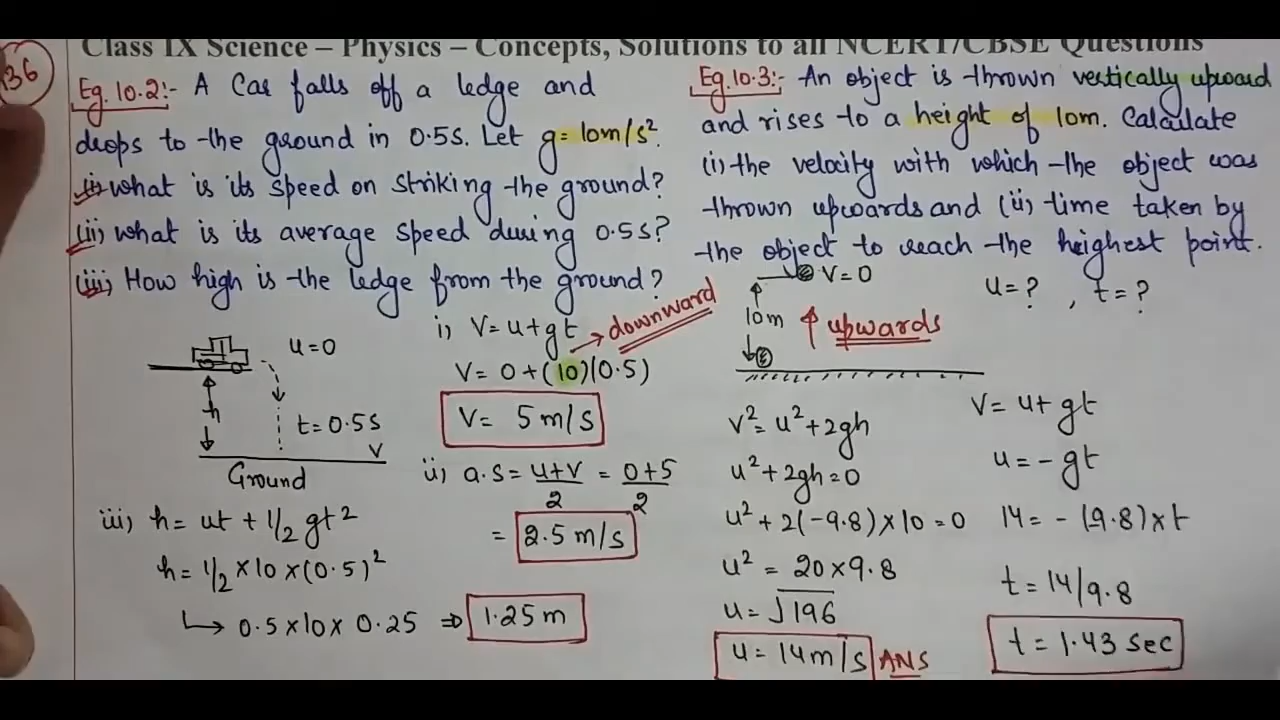 36
Class IX Science – Physics – Concepts, Solutions to all NCERT/CBSE Questions
Eg. 10.2:- A Car falls off a ledge and
drops to the ground in 0.5s. Let g = 10m/s².
(i) what is its speed on striking the ground?
(ii) what is its average speed during 0.5s?
(iii) How high is the ledge from the ground?
u=0
h
t=0.5s
V
Ground
i) V=u+gt → downward
V= 0+(10)(0.5)
V= 5m/s
ii) a.s = u+v/2 = 0+5/2
= 2.5 m/s
iii) h= ut + 1/2 gt²
h= 1/2 ×10×(0.5)²
↳ 0.5×10×0.25 ⇒ 1.25m
Eg. 10.3:- An object is thrown vertically upward
and rises to a height of 10m. Calculate
(i) the velocity with which the object was
thrown upwards and (ii) time taken by
the object to reach the heighest point.
V=0
u=? , t=?
10m ↑ upwards
V²=u²+2gh
u²+2gh=0
u²+2(-9.8)×10=0
u² = 20×9.8
u=√196
u= 14m/s ANS
V= u+gt
u=-gt
14= -(9.8)×t
t= 14/9.8
t= 1.43 sec